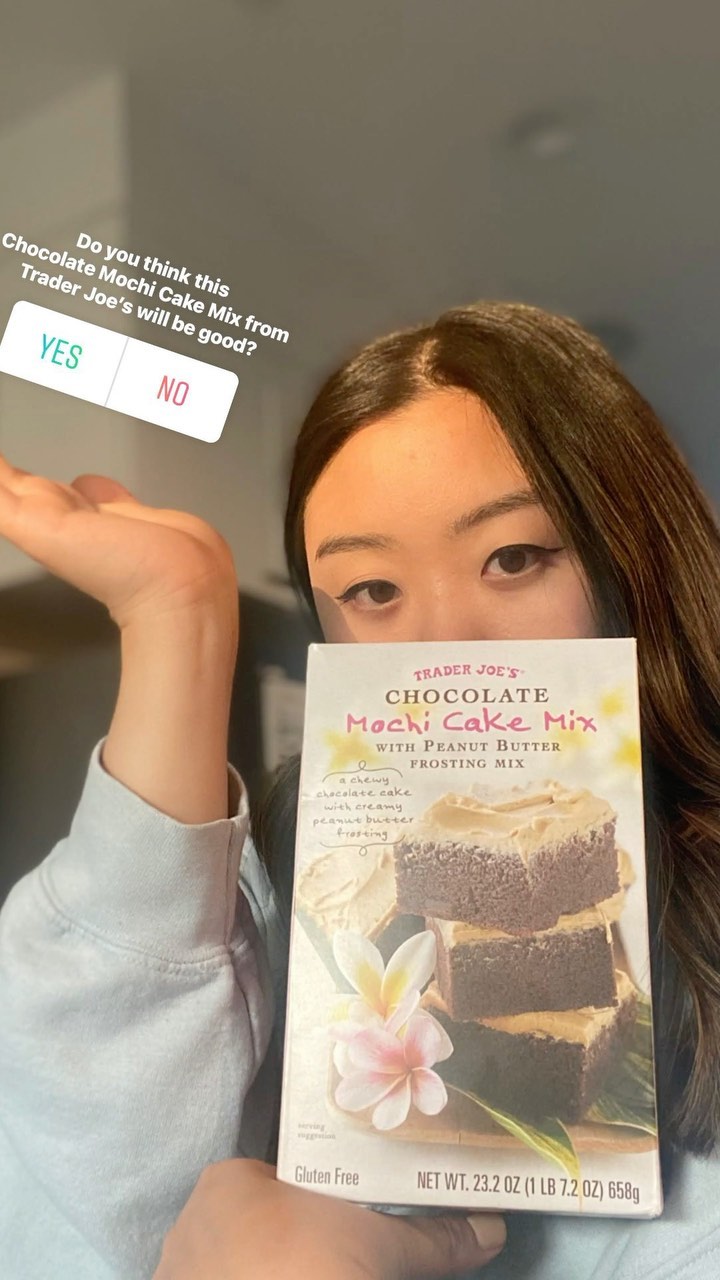 Do you think this
Chocolate Mochi Cake Mix from
Trader Joe's will be good?
YES
NO
TRADER JOE'S
CHOCOLATE
Mochi Cake Mix
WITH PEANUT BUTTER
FROSTING MIX
a chewy
chocolate cake
with creamy
peanut butter
frosting
serving
suggestion
Gluten Free
NET WT. 23.2 OZ (1 LB 7.2 OZ) 658g